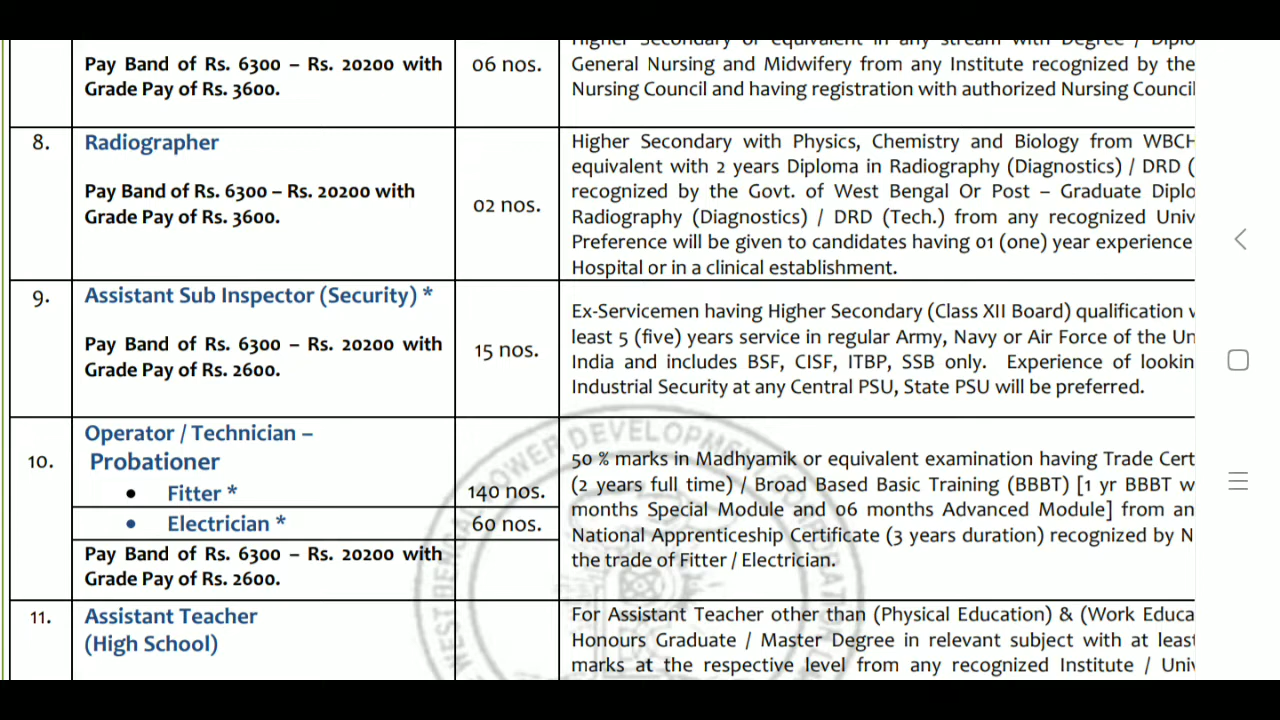 Higher Secondary or equivalent in any stream with Degree /
Pay Band of Rs. 6300 – Rs. 20200 with
Grade Pay of Rs. 3600.
06 nos.
General Nursing and Midwifery from any Institute recognized by the
Nursing Council and having registration with authorized Nursing Council
8.
Radiographer
Pay Band of Rs. 6300 – Rs. 20200 with
Grade Pay of Rs. 3600.
02 nos.
Higher Secondary with Physics, Chemistry and Biology from WBCH
equivalent with 2 years Diploma in Radiography (Diagnostics) / DRD (
recognized by the Govt. of West Bengal Or Post – Graduate Diplo
Radiography (Diagnostics) / DRD (Tech.) from any recognized Univ
Preference will be given to candidates having 01 (one) year experience
Hospital or in a clinical establishment.
9.
Assistant Sub Inspector (Security) *
Pay Band of Rs. 6300 – Rs. 20200 with
Grade Pay of Rs. 2600.
15 nos.
Ex-Servicemen having Higher Secondary (Class XII Board) qualification
least 5 (five) years service in regular Army, Navy or Air Force of the Un
India and includes BSF, CISF, ITBP, SSB only. Experience of lookin
Industrial Security at any Central PSU, State PSU will be preferred.
10.
Operator / Technician –
Probationer
• Fitter *
140 nos.
• Electrician *
60 nos.
Pay Band of Rs. 6300 – Rs. 20200 with
Grade Pay of Rs. 2600.
50 % marks in Madhyamik or equivalent examination having Trade Cert
(2 years full time) / Broad Based Basic Training (BBBT) [1 yr BBBT w
months Special Module and 06 months Advanced Module] from an
National Apprenticeship Certificate (3 years duration) recognized by N
the trade of Fitter / Electrician.
11.
Assistant Teacher
(High School)
For Assistant Teacher other than (Physical Education) & (Work Educa
Honours Graduate / Master Degree in relevant subject with at least
marks at the respective level from any recognized Institute / Univ
WEST BENGAL POWER DEVELOPMENT CORPORATION